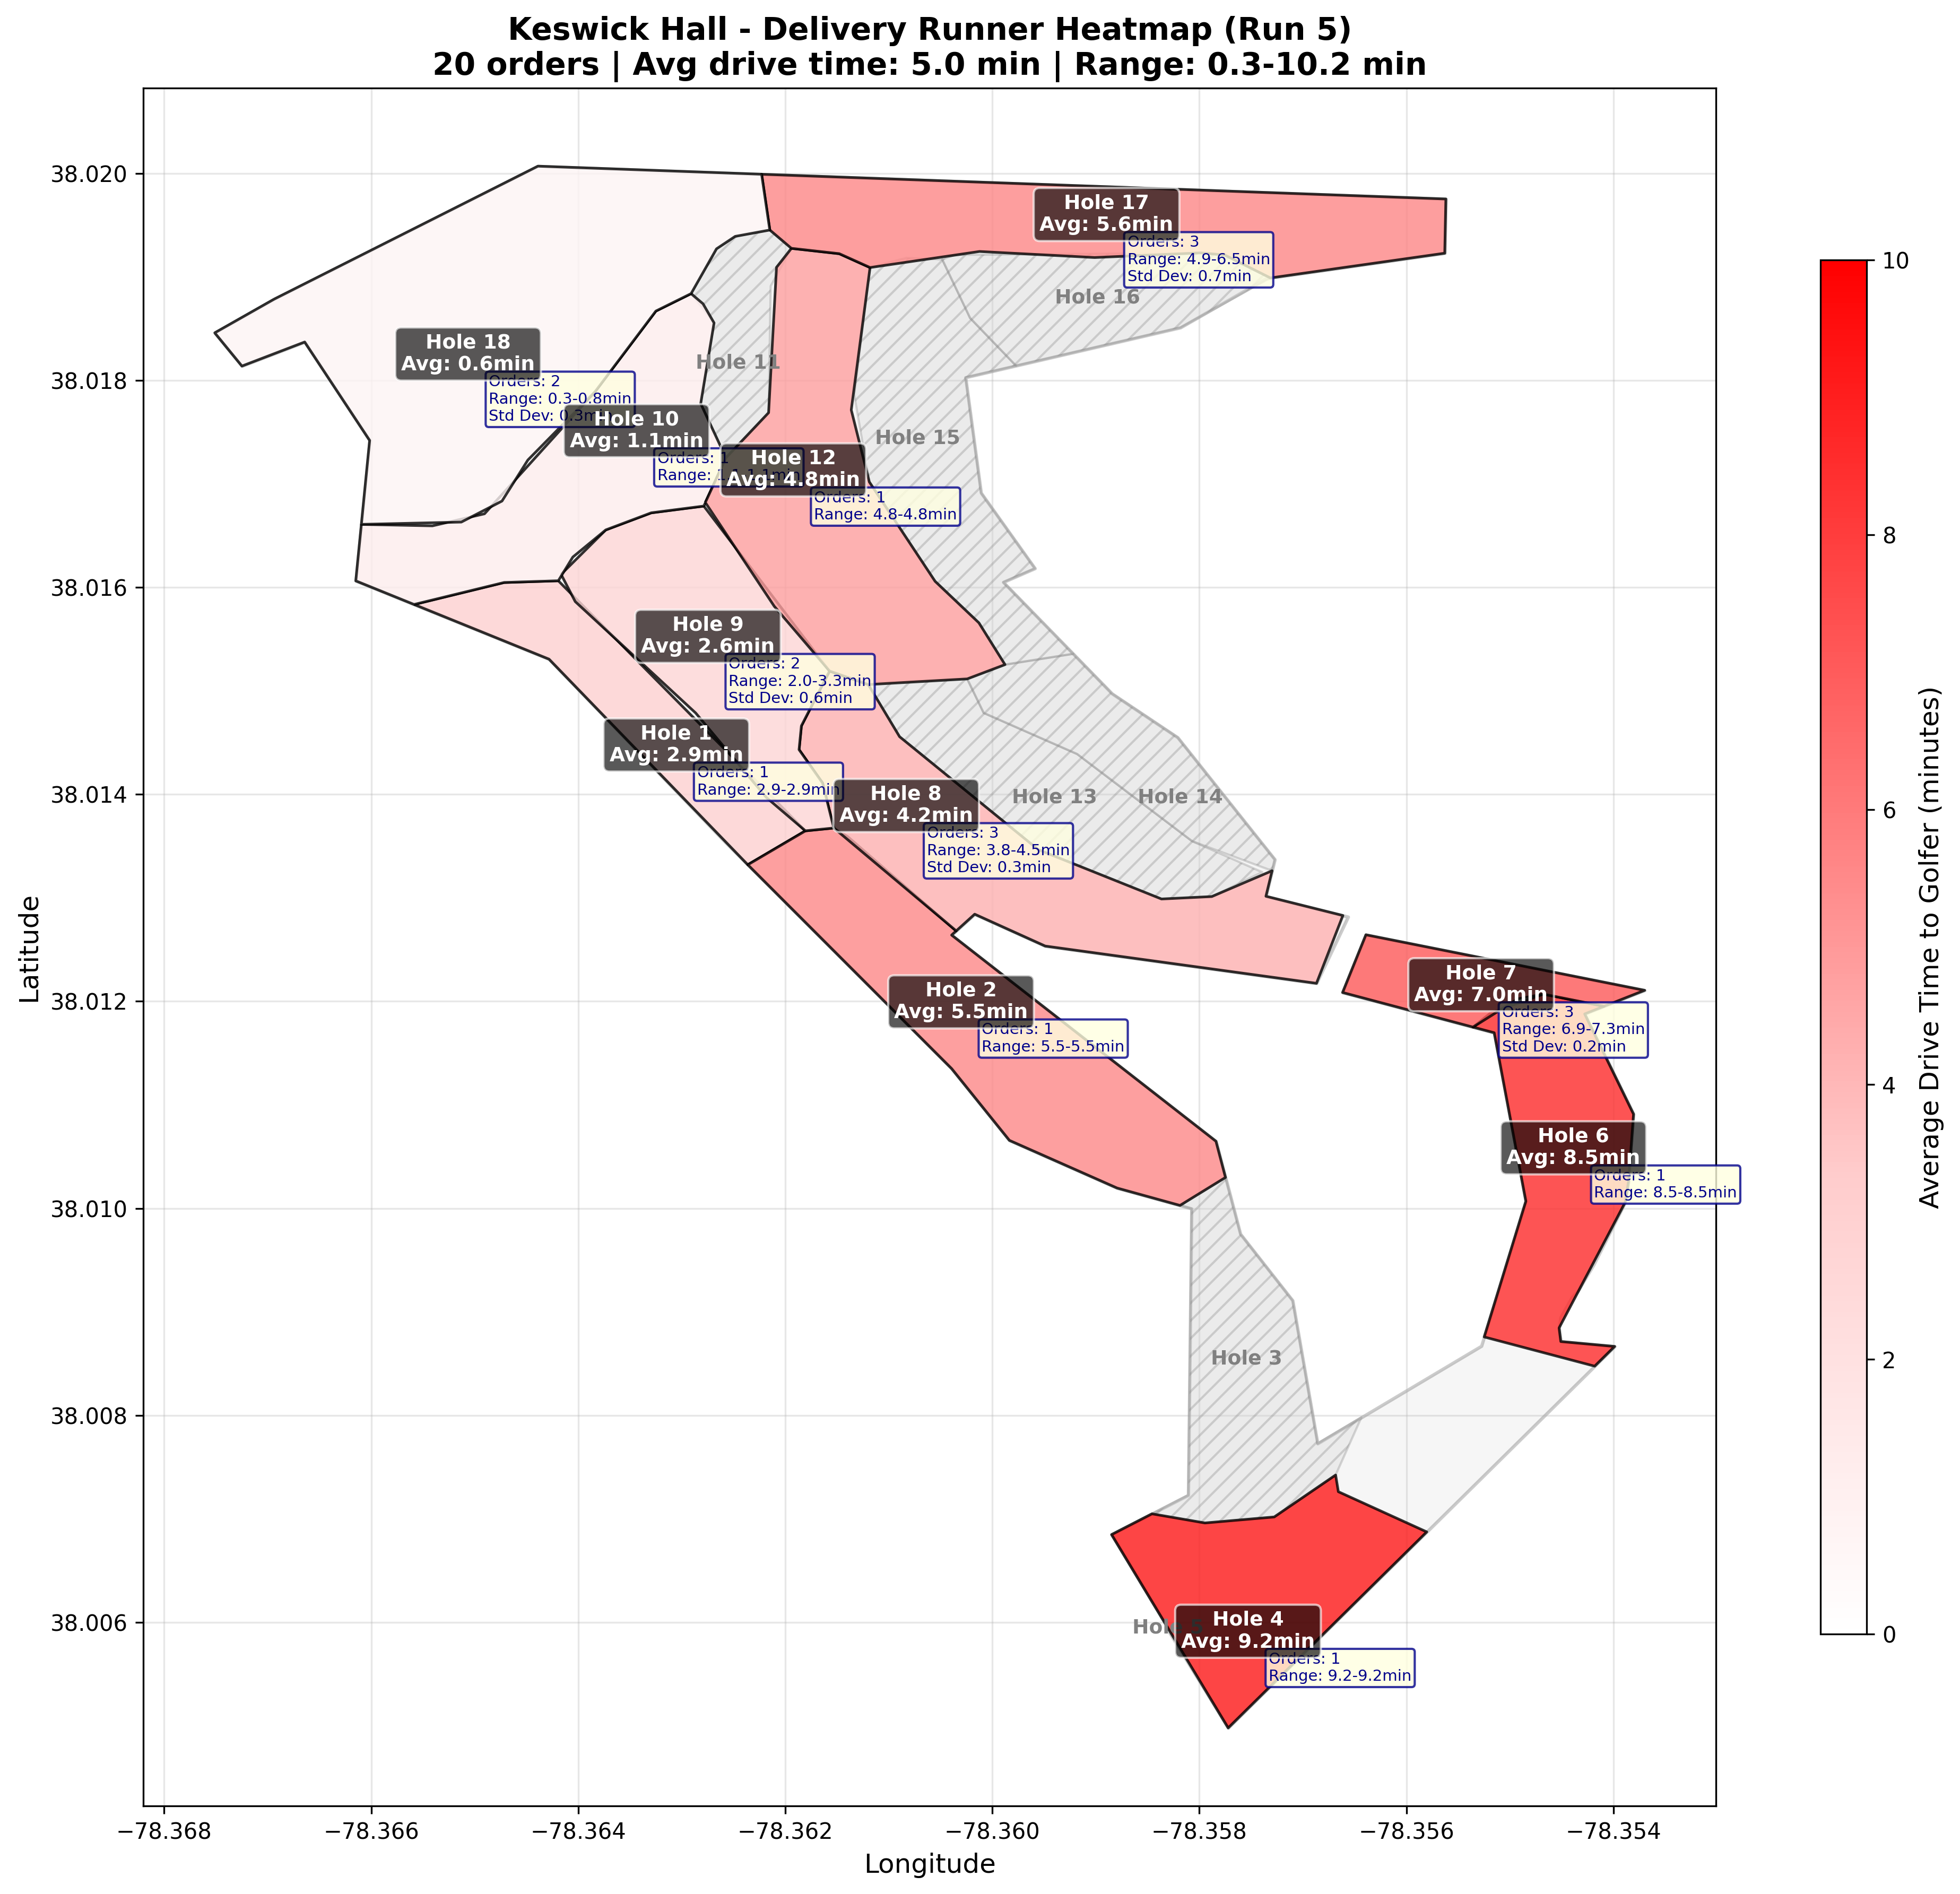 Keswick Hall - Delivery Runner Heatmap (Run 5)
20 orders | Avg drive time: 5.0 min | Range: 0.3-10.2 min
Hole 17
Avg: 5.6min
Orders: 3
Range: 4.9-6.5min
Std Dev: 0.7min
Hole 16
Hole 18
Avg: 0.6min
Orders: 2
Range: 0.3-0.8min
Std Dev: 0.3min
Hole 11
Hole 10
Avg: 1.1min
Orders: 1
Range:
Hole 15
Hole 12
Avg: 4.8min
Orders: 1
Range: 4.8-4.8min
Hole 9
Avg: 2.6min
Orders: 2
Range: 2.0-3.3min
Std Dev: 0.6min
Hole 1
Avg: 2.9min
Orders: 1
Range: 2.9-2.9min
Hole 8
Avg: 4.2min
Orders: 3
Range: 3.8-4.5min
Std Dev: 0.3min
Hole 13
Hole 14
Hole 2
Avg: 5.5min
Orders: 1
Range: 5.5-5.5min
Hole 7
Avg: 7.0min
Orders: 3
Range: 6.9-7.3min
Std Dev: 0.2min
Hole 6
Avg: 8.5min
Orders: 1
Range: 8.5-8.5min
Hole 3
Hole 4
Avg: 9.2min
Orders: 1
Range: 9.2-9.2min
38.020
38.018
38.016
38.014
38.012
38.010
38.008
38.006
Latitude
−78.368
−78.366
−78.364
−78.362
−78.360
−78.358
−78.356
−78.354
Longitude
10
8
6
4
2
0
Average Drive Time to Golfer (minutes)